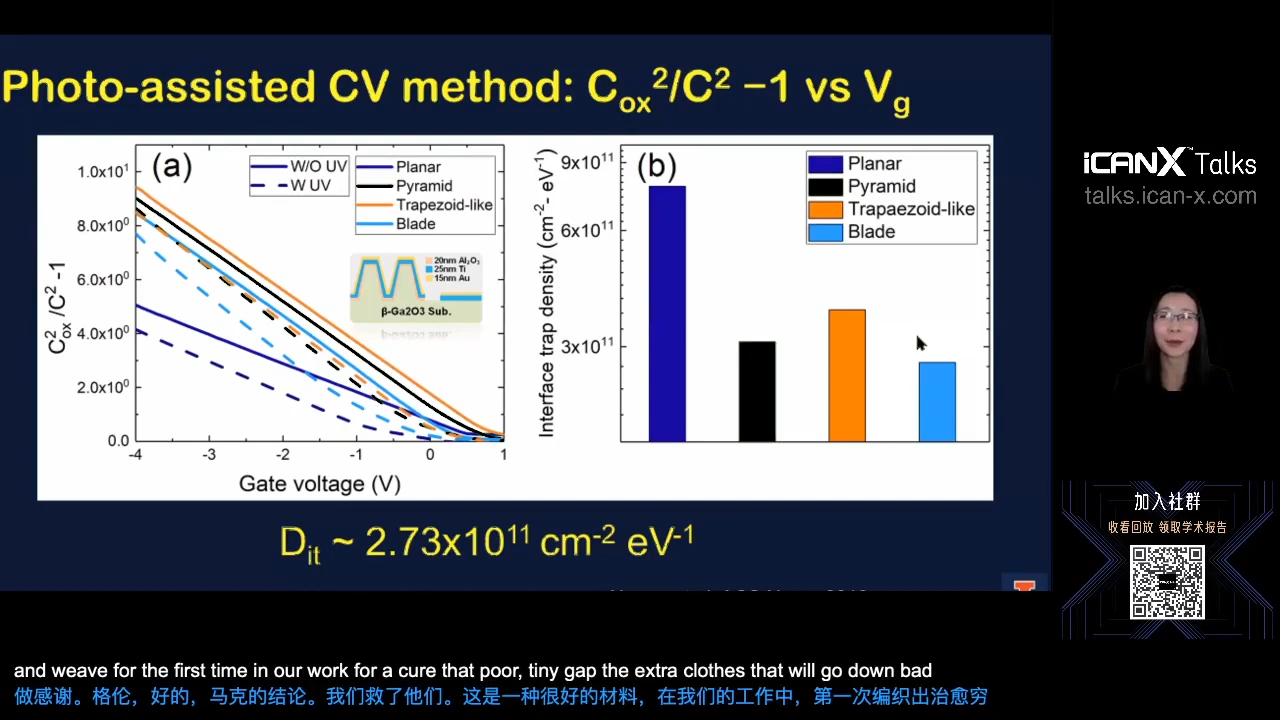 Photo-assisted CV method: Cox²/C² −1 vs Vg
(a)
W/O UV
W UV
Planar
Pyramid
Trapezoid-like
Blade
1.0x10¹
8.0x10⁰
6.0x10⁰
4.0x10⁰
2.0x10⁰
0.0
C²ox /C² -1
20nm Al₂O₃
25nm Ti
15nm Au
β-Ga2O3 Sub.
-4 -3 -2 -1 0 1
Gate voltage (V)
(b)
Planar
Pyramid
Trapaezoid-like
Blade
9x10¹¹
6x10¹¹
3x10¹¹
Interface trap density (cm⁻²- eV⁻¹)
Dit ~ 2.73x10¹¹ cm⁻² eV⁻¹
iCANX™ Talks
talks.ican-x.com
加入社群
收看回放 领取学术报告
and weave for the first time in our work for a cure that poor, tiny gap the extra clothes that will go down bad
做感谢。格伦，好的，马克的结论。我们救了他们。这是一种很好的材料，在我们的工作中，第一次编织出治愈穷